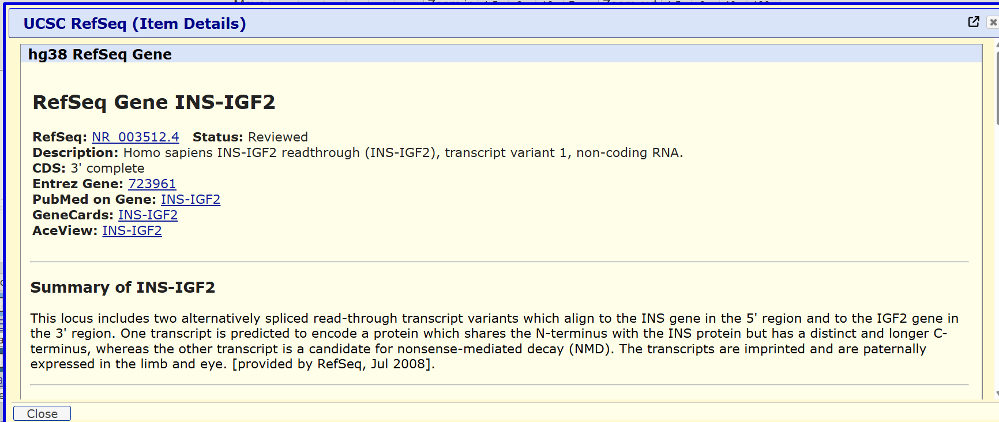 UCSC RefSeq (Item Details)
hg38 RefSeq Gene
RefSeq Gene INS-IGF2
RefSeq: NR_003512.4 Status: Reviewed
Description: Homo sapiens INS-IGF2 readthrough (INS-IGF2), transcript variant 1, non-coding RNA.
CDS: 3' complete
Entrez Gene: 723961
PubMed on Gene: INS-IGF2
GeneCards: INS-IGF2
AceView: INS-IGF2
Summary of INS-IGF2
This locus includes two alternatively spliced read-through transcript variants which align to the INS gene in the 5' region and to the IGF2 gene in
the 3' region. One transcript is predicted to encode a protein which shares the N-terminus with the INS protein but has a distinct and longer C-
terminus, whereas the other transcript is a candidate for nonsense-mediated decay (NMD). The transcripts are imprinted and are paternally
expressed in the limb and eye. [provided by RefSeq, Jul 2008].
Close